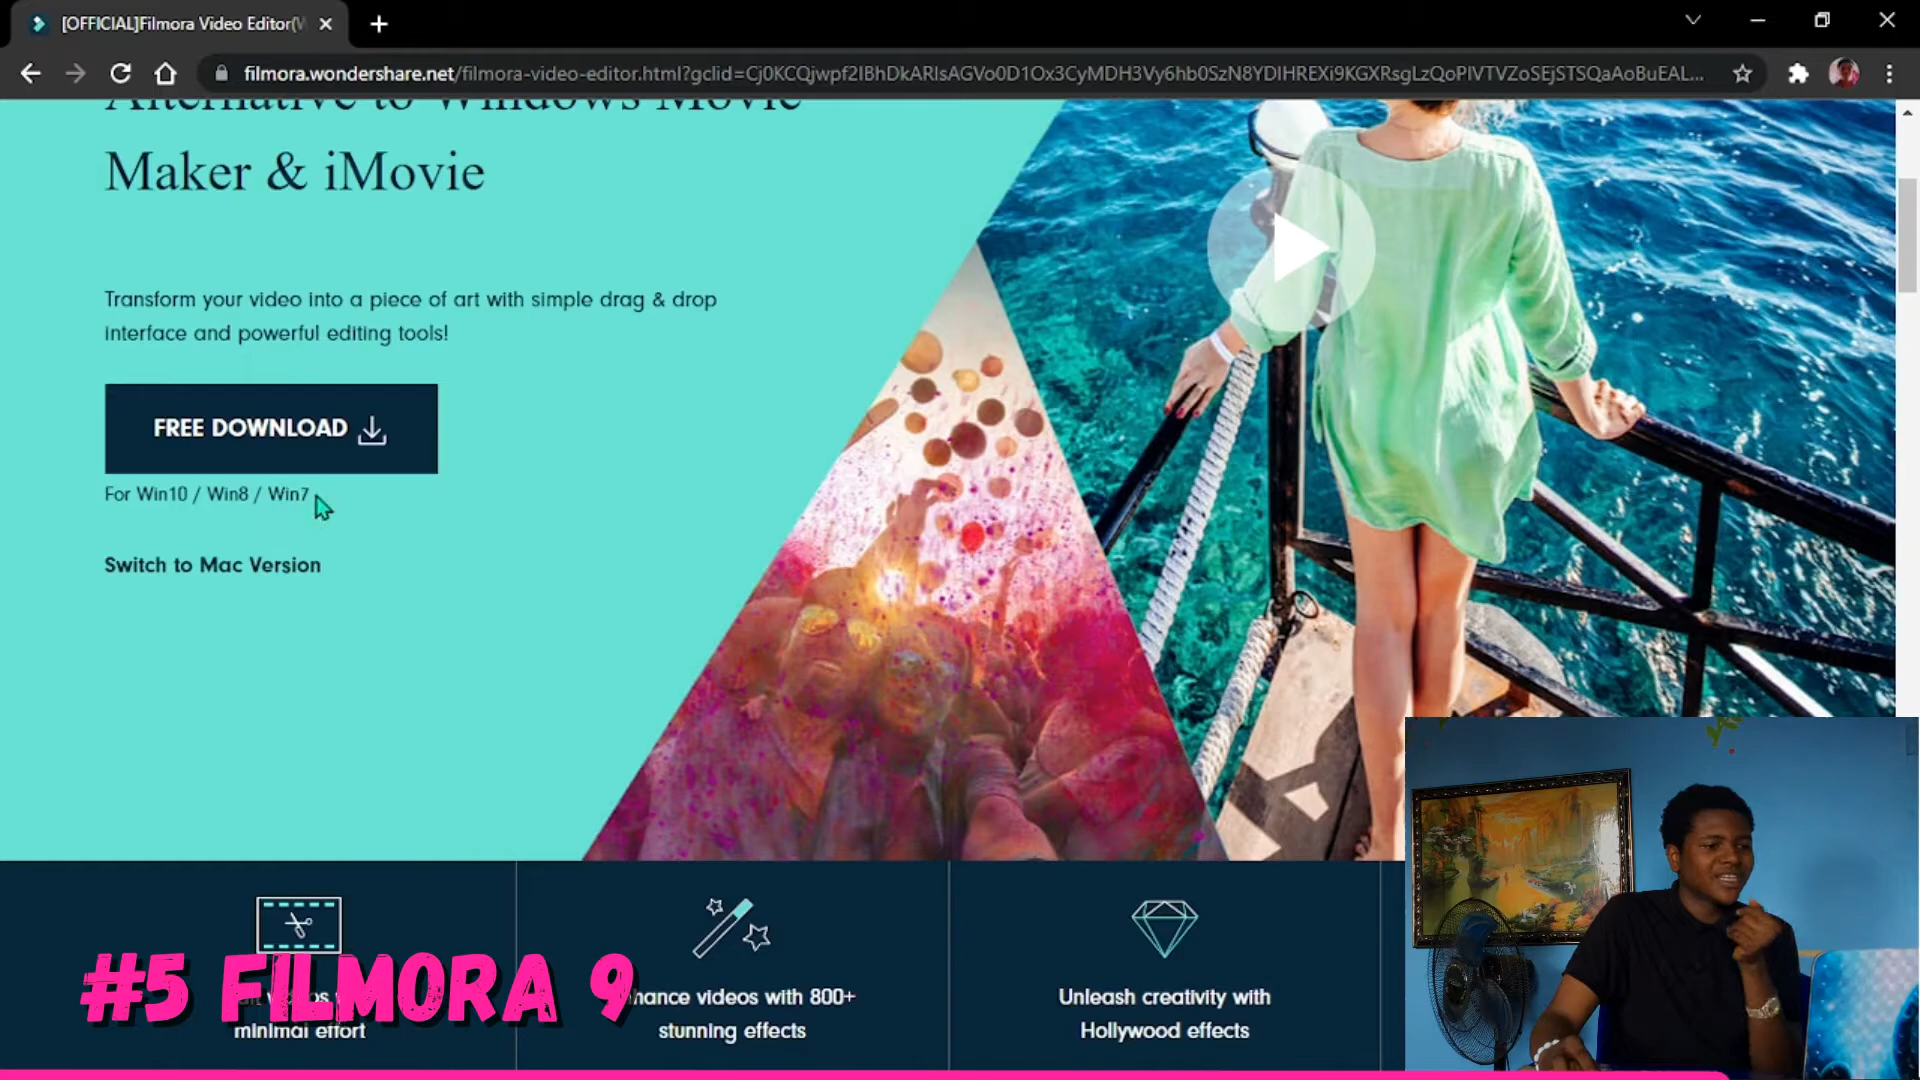 [OFFICIAL]Filmora Video Editor(
filmora.wondershare.net/filmora-video-editor.html?gclid=Cj0KCQjwpf2IBhDkARIsAGVo0D1Ox3CyMDH3Vy6hb0SzN8YDIHREXi9KGXRsgLzQoPlVTVZoSEjSTSQaAoBuEAL...
Alternative to Windows Movie
Maker & iMovie
Transform your video into a piece of art with simple drag & drop
interface and powerful editing tools!
FREE DOWNLOAD
For Win10 / Win8 / Win7
Switch to Mac Version
#5 FILMORA 9
minimal effort
hance videos with 800+
stunning effects
Unleash creativity with
Hollywood effects